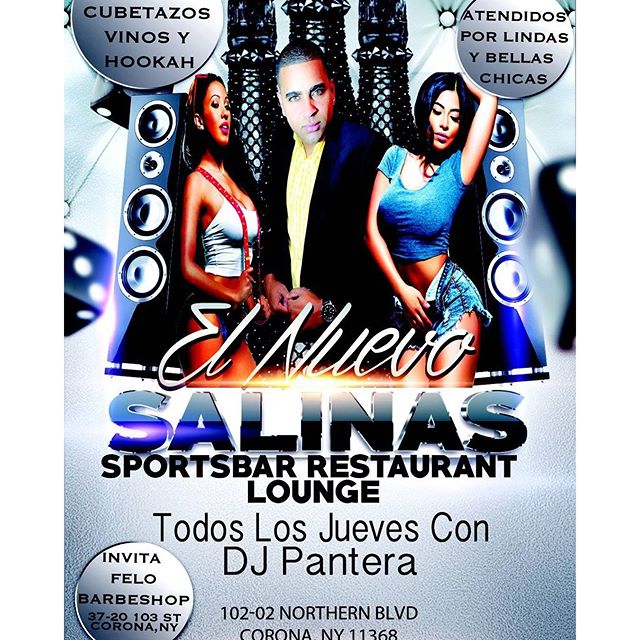 CUBETAZOS
VINOS Y
HOOKAH
ATENDIDOS
POR LINDAS
Y BELLAS
CHICAS
El Nuevo
SALINAS
SPORTSBAR RESTAURANT
LOUNGE
Todos Los Jueves Con
DJ Pantera
INVITA
FELO
BARBESHOP
37-20 103 ST
CORONA,NY
102-02 NORTHERN BLVD
CORONA, NY 11368